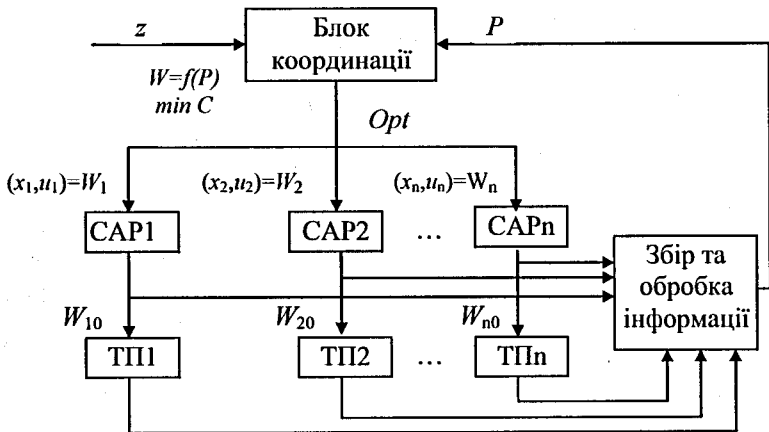 z
Блок
координації
P
W=f(P)
min C
Opt
(x₁,u₁)=W₁
(x₂,u₂)=W₂
(xₙ,uₙ)=Wₙ
САР1
САР2
...
САРn
Збір та
обробка
інформації
W₁₀
W₂₀
Wₙ₀
ТП1
ТП2
...
ТПn